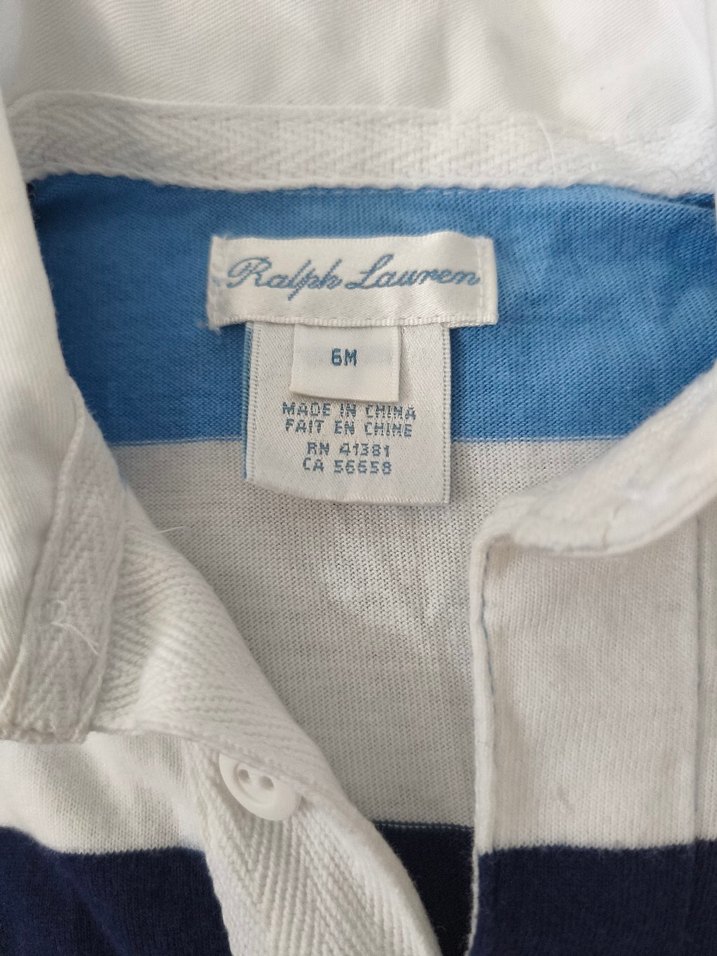 Ralph Lauren
6M
MADE IN CHINA
FAIT EN CHINE
RN 41381
CA 56658